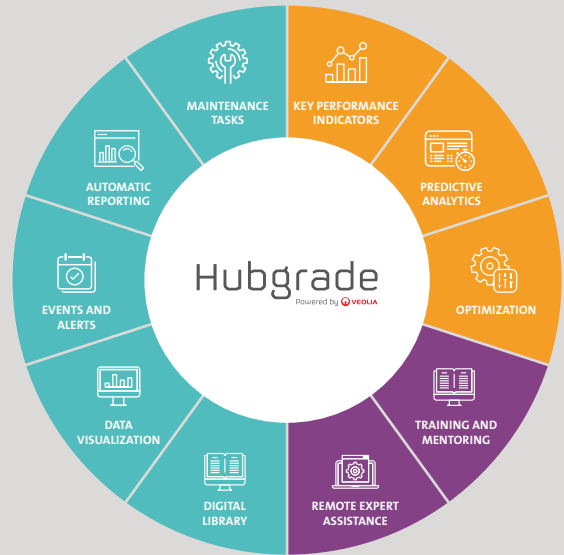 MAINTENANCE
TASKS
KEY PERFORMANCE
INDICATORS
AUTOMATIC
REPORTING
PREDICTIVE
ANALYTICS
Hubgrade
Powered by VEOLIA
EVENTS AND
ALERTS
OPTIMIZATION
DATA
VISUALIZATION
TRAINING AND
MENTORING
DIGITAL
LIBRARY
REMOTE EXPERT
ASSISTANCE